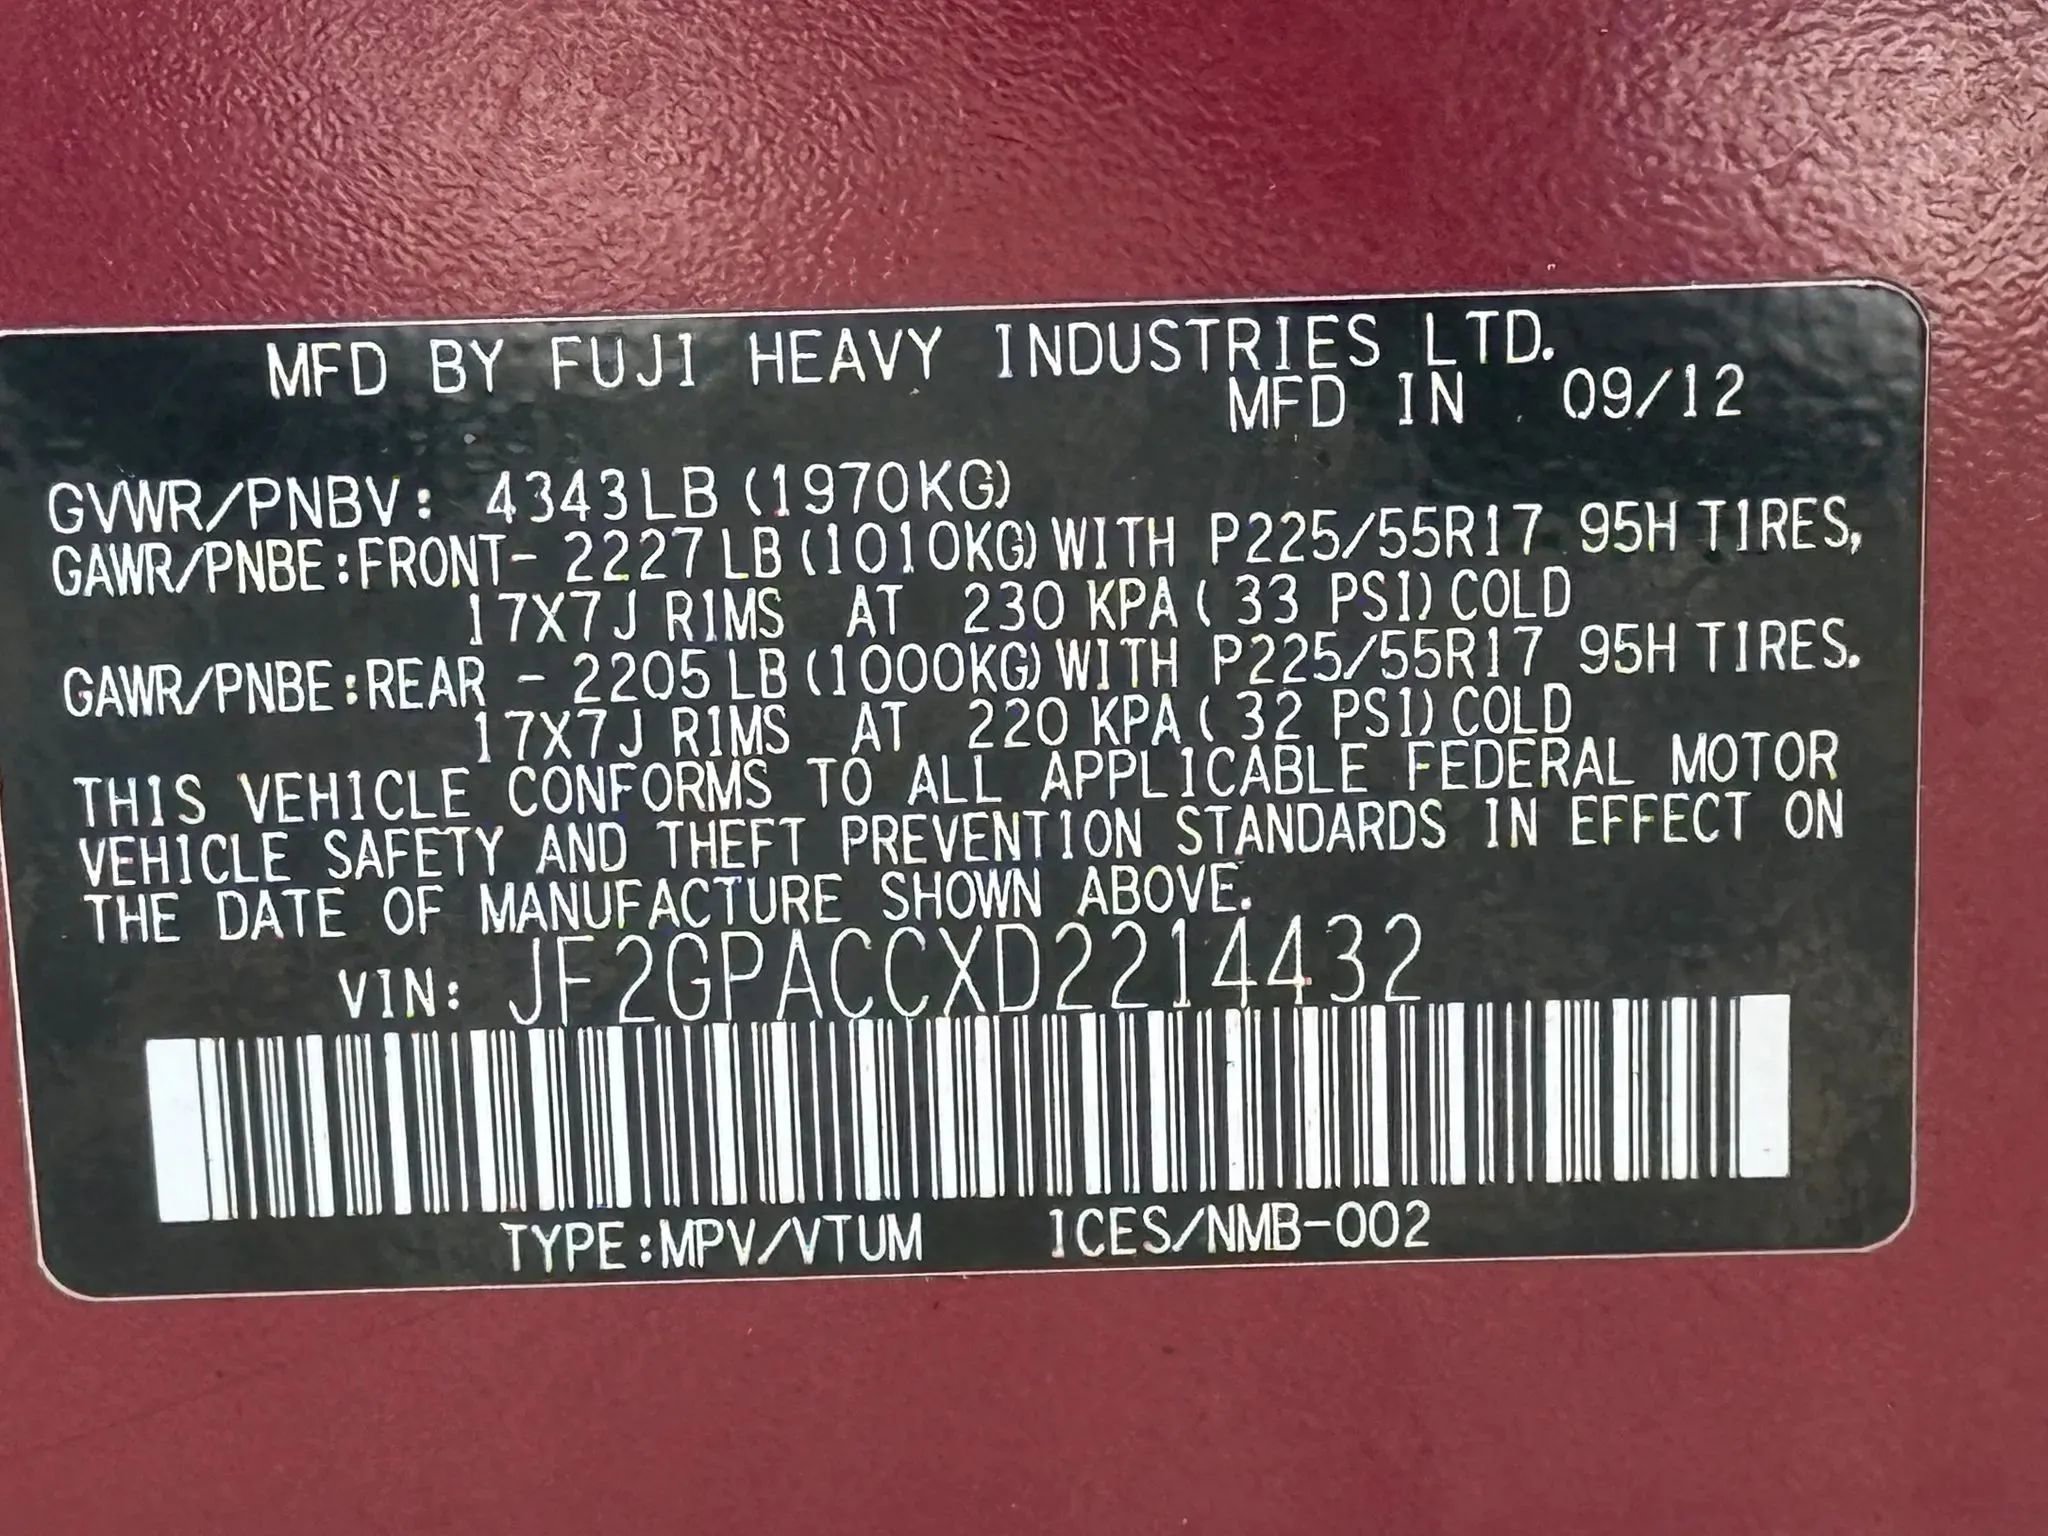 MFD BY FUJI HEAVY INDUSTRIES LTD.
MFD IN 09/12
GVWR/PNBV: 4343LB (1970KG)
GAWR/PNBE:FRONT- 2227LB(1010KG)WITH P225/55R17 95H TIRES,
17X7J RIMS AT 230 KPA( 33 PSI)COLD
GAWR/PNBE:REAR - 2205LB(1000KG)WITH P225/55R17 95H TIRES.
17X7J RIMS AT 220 KPA( 32 PSI)COLD
THIS VEHICLE CONFORMS TO ALL APPLICABLE FEDERAL MOTOR
VEHICLE SAFETY AND THEFT PREVENTION STANDARDS IN EFFECT ON
THE DATE OF MANUFACTURE SHOWN ABOVE.
VIN: JF2GPACCXD2214432
TYPE:MPV/VTUM ICES/NMB-002